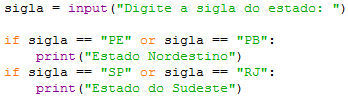 sigla = input("Digite a sigla do estado: ")
if sigla == "PE" or sigla == "PB":
    print("Estado Nordestino")
if sigla == "SP" or sigla == "RJ":
    print("Estado do Sudeste")